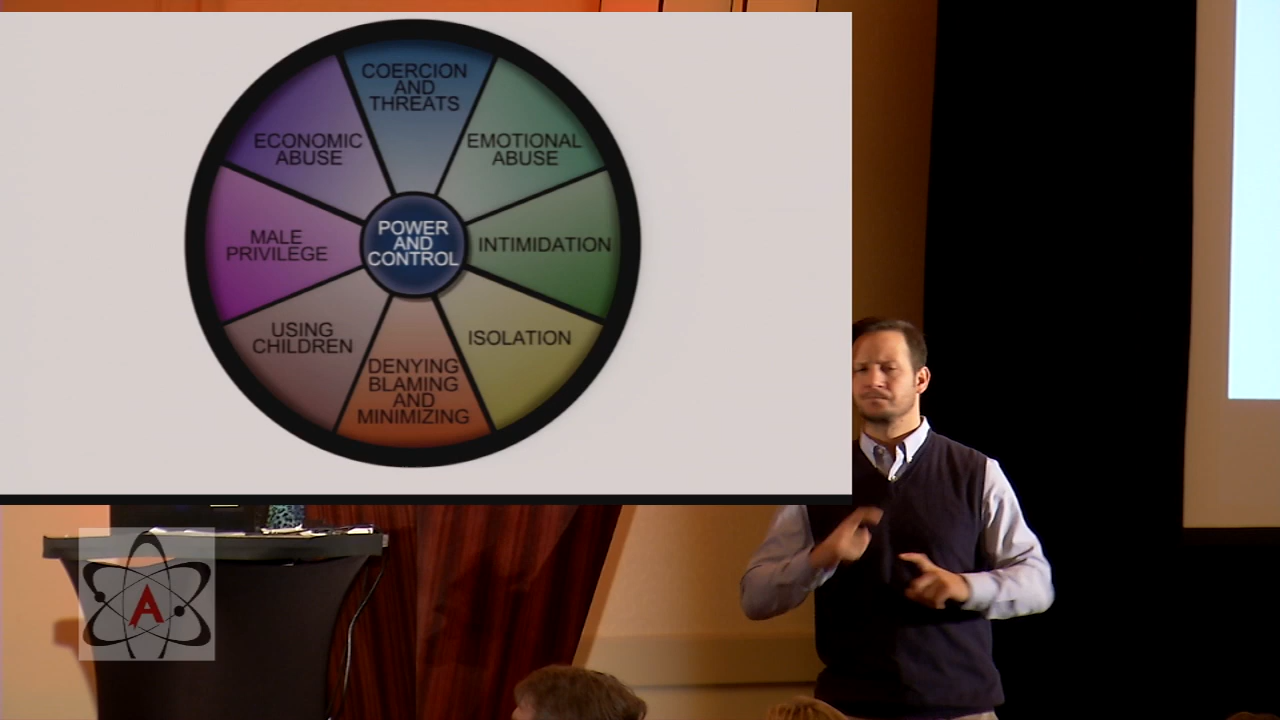 COERCION
AND
THREATS
EMOTIONAL
ABUSE
INTIMIDATION
ISOLATION
DENYING
BLAMING
AND
MINIMIZING
USING
CHILDREN
MALE
PRIVILEGE
ECONOMIC
ABUSE
POWER
AND
CONTROL
A